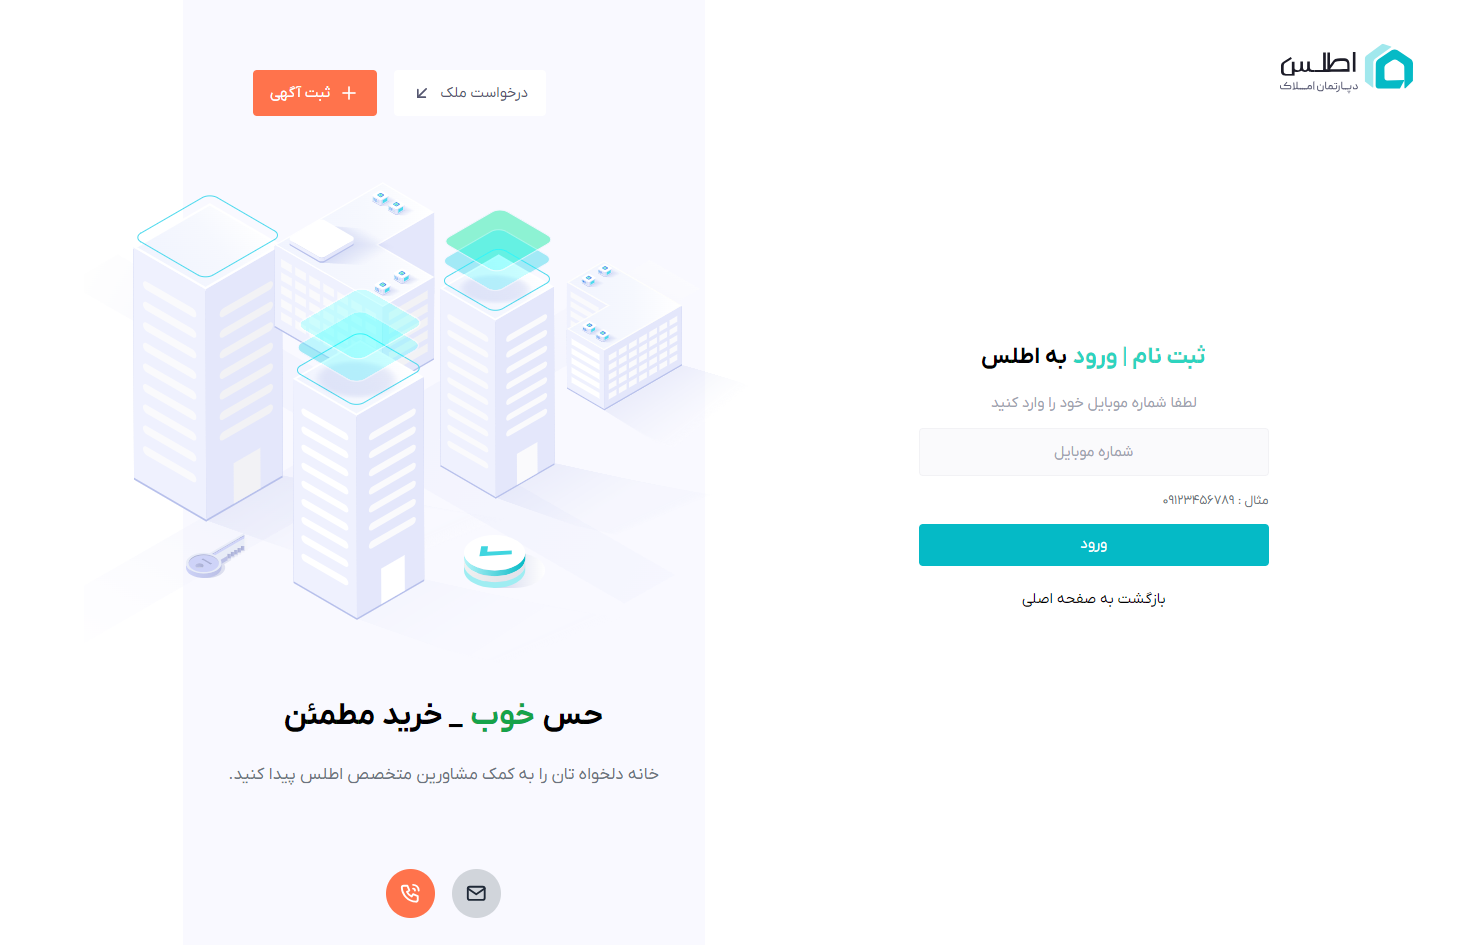 اطلس
دپارتمان املاک
ثبت نام | ورود به اطلس
لطفا شماره موبایل خود را وارد کنید
شماره موبایل
مثال : ۰۹۱۲۳۴۵۶۷۸۹
ورود
بازگشت به صفحه اصلی
درخواست ملک
ثبت آگهی
حس خوب _ خرید مطمئن
خانه دلخواه تان را به کمک مشاورین متخصص اطلس پیدا کنید.